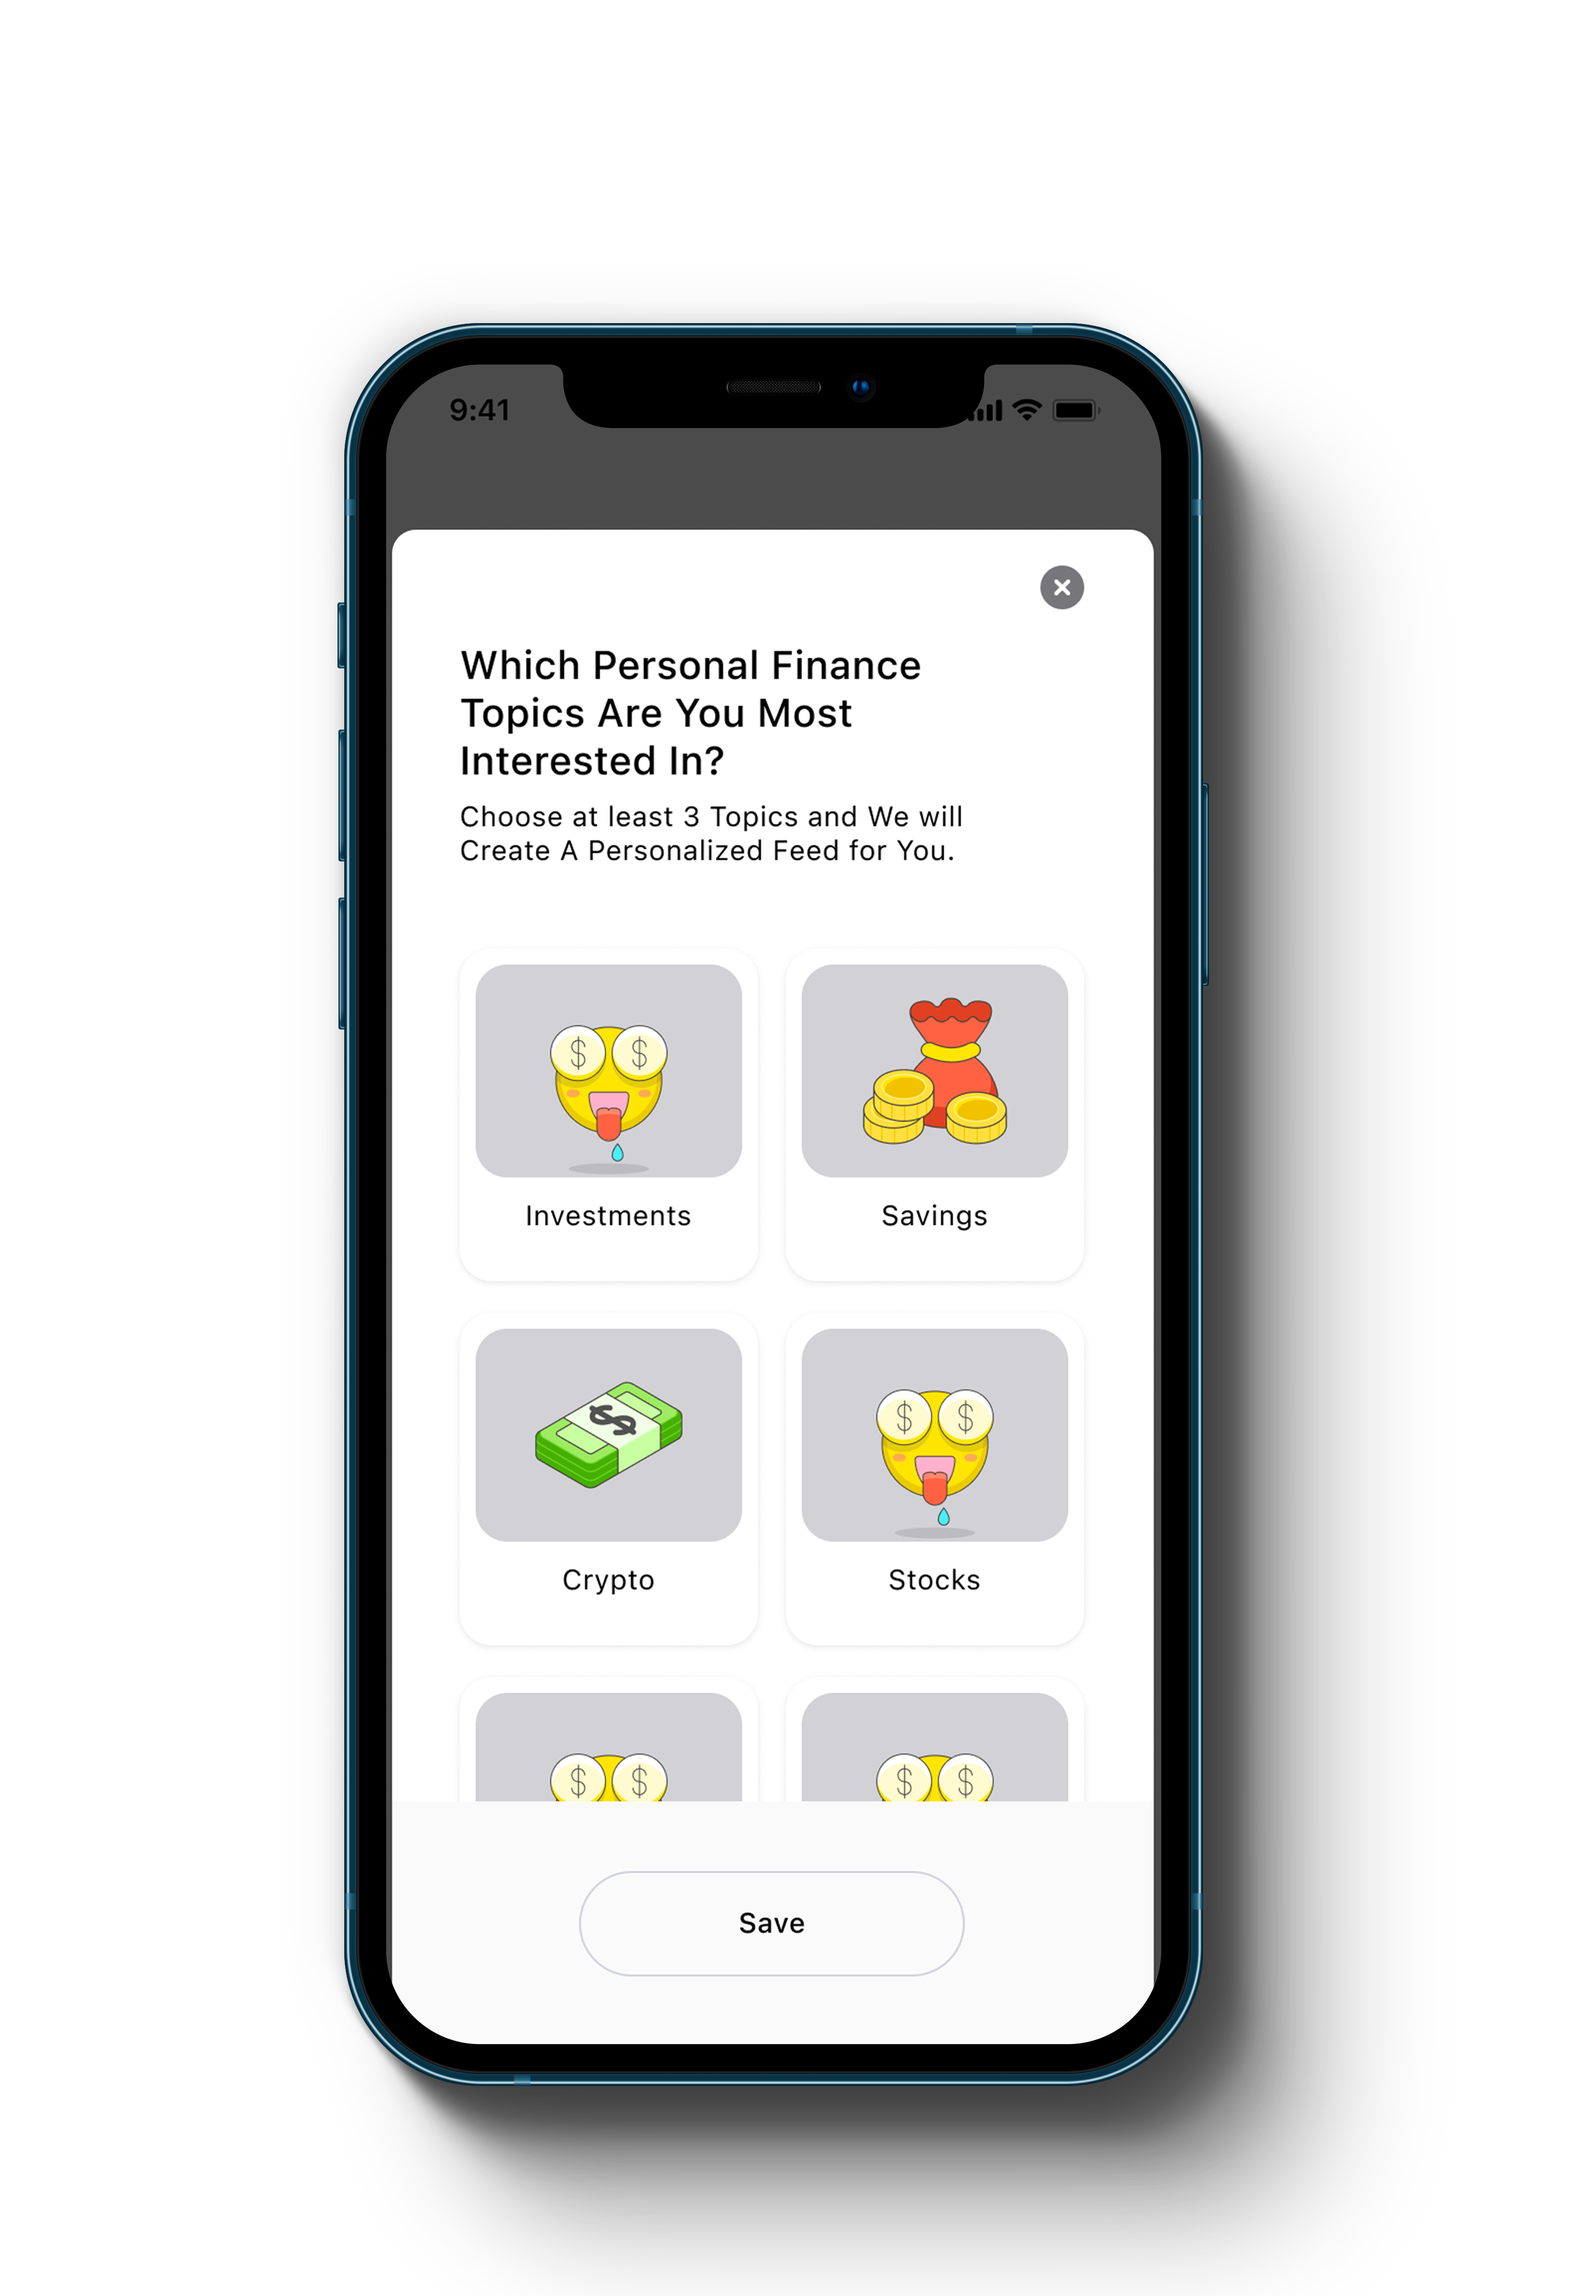 9:41
Which Personal Finance
Topics Are You Most
Interested In?
Choose at least 3 Topics and We will
Create A Personalized Feed for You.
$ $
Investments
Savings
$
Crypto
$ $
Stocks
$ $
$ $
Save